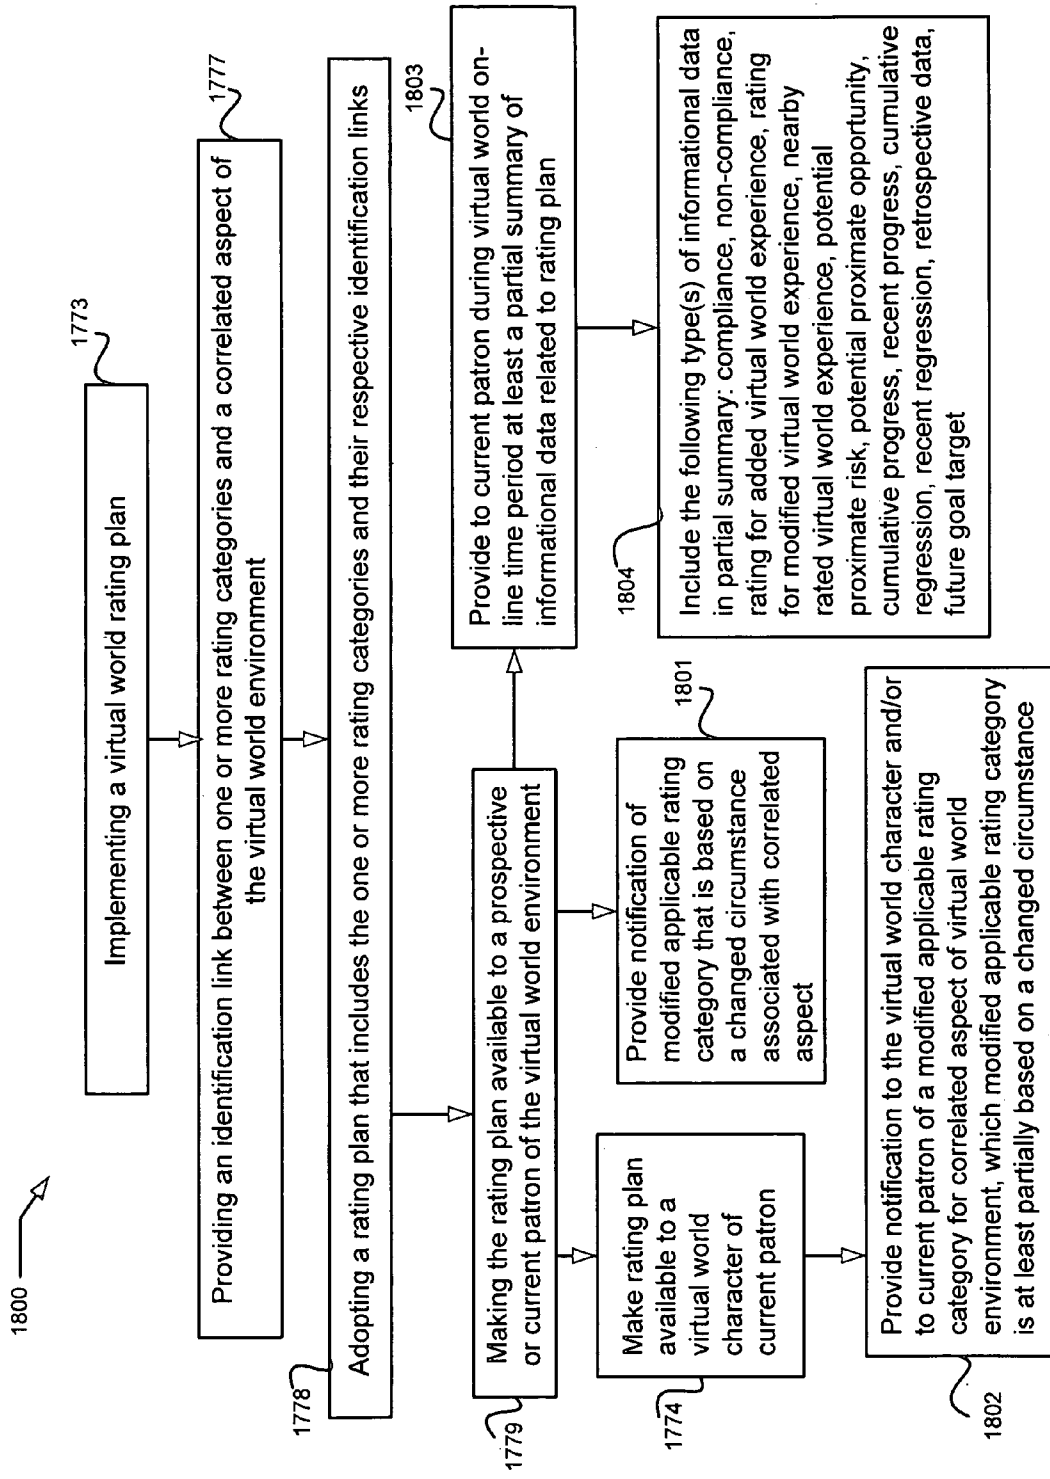 1800
1773
Implementing a virtual world rating plan
1777
Providing an identification link between one or more rating categories and a correlated aspect of
the virtual world environment
1778
Adopting a rating plan that includes the one or more rating categories and their respective identification links
1779
Making the rating plan available to a prospective
or current patron of the virtual world environment
1803
Provide to current patron during virtual world on-
line time period at least a partial summary of
informational data related to rating plan
1774
Make rating plan
available to a
virtual world
character of
current patron
1801
Provide notification of
modified applicable rating
category that is based on
a changed circumstance
associated with correlated
aspect
1804
Include the following type(s) of informational data
in partial summary: compliance, non-compliance,
rating for added virtual world experience, rating
for modified virtual world experience, nearby
rated virtual world experience, potential
proximate risk, potential proximate opportunity,
cumulative progress, recent progress, cumulative
regression, recent regression, retrospective data,
future goal target
1802
Provide notification to the virtual world character and/or
to current patron of a modified applicable rating
category for correlated aspect of virtual world
environment, which modified applicable rating category
is at least partially based on a changed circumstance